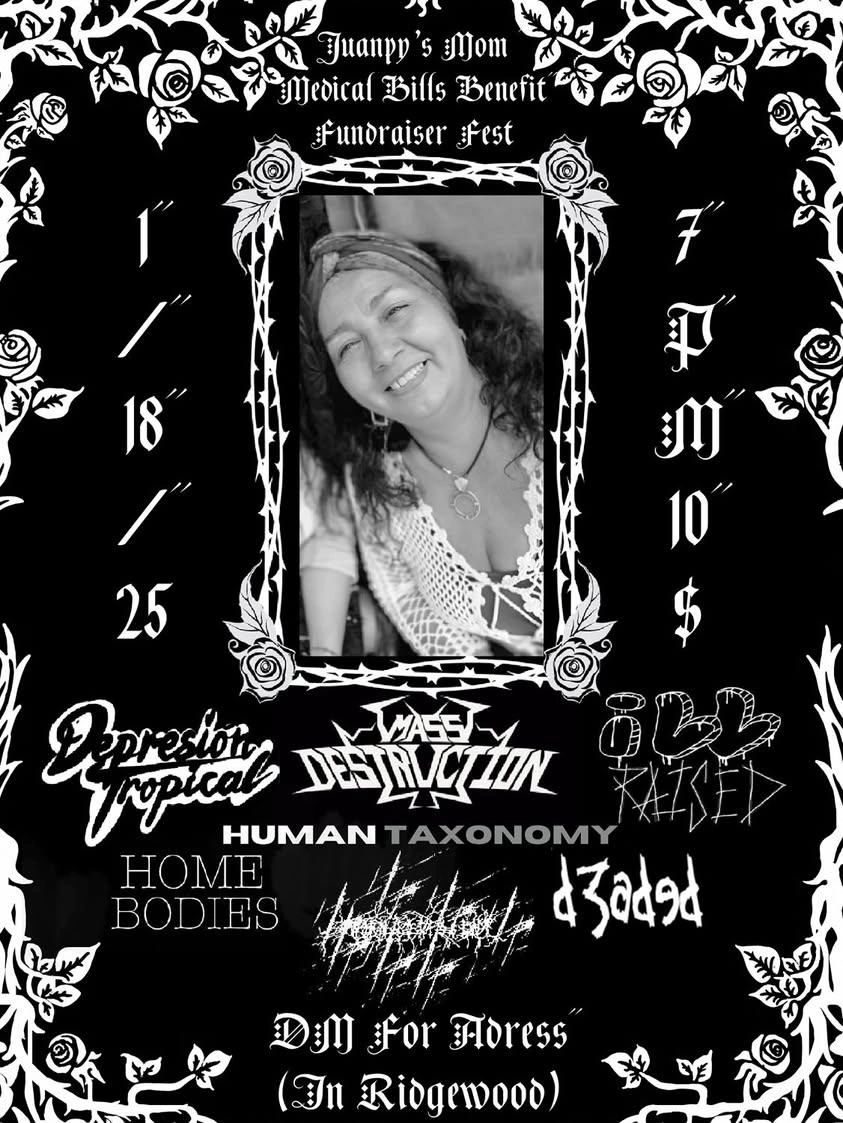 Juanpy's Mom
Medical Bills Benefit
Fundraiser Fest
1
/
18
/
25
7
P
M
10
$
Depresión
Tropical
MASS
DESTRUCTION
iLL
RAISED
HUMAN TAXONOMY
HOME
BODIES
d3aded
DM For Adress
(In Ridgewood)